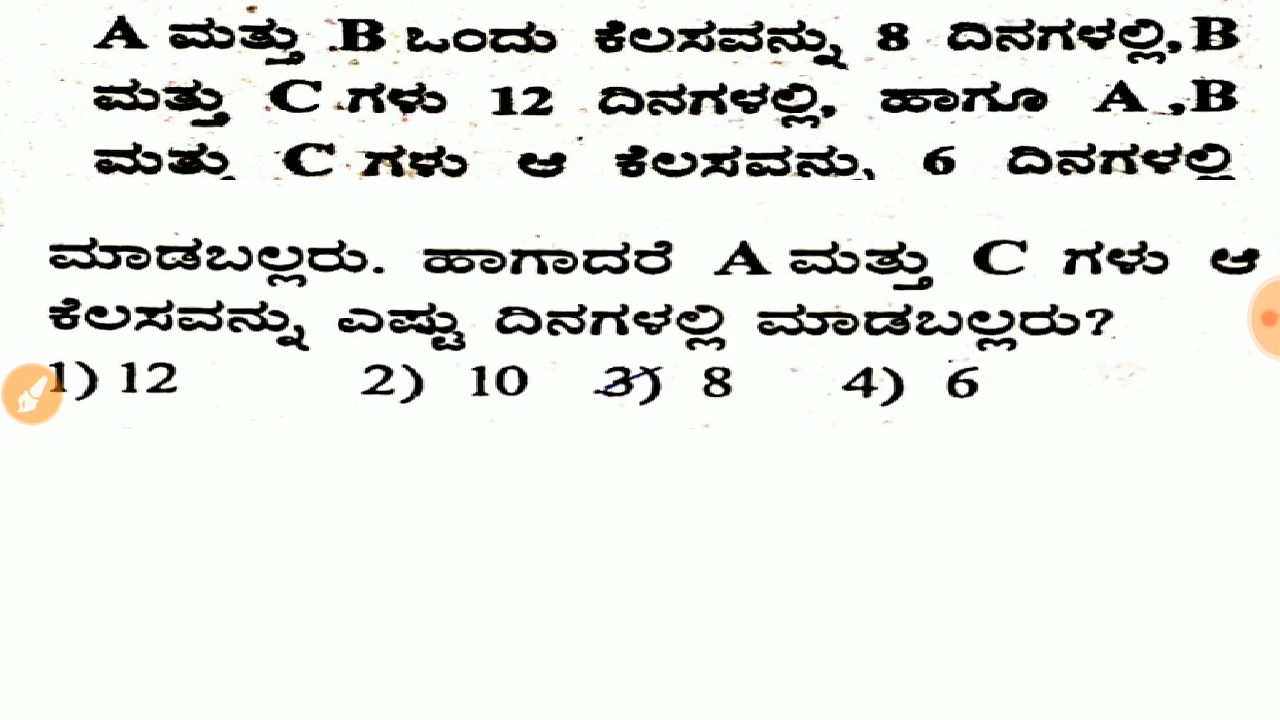 A ಮತ್ತು B ಒಂದು ಕೆಲಸವನ್ನು 8 ದಿನಗಳಲ್ಲಿ, B
ಮತ್ತು C ಗಳು 12 ದಿನಗಳಲ್ಲಿ, ಹಾಗೂ A ,B
ಮತ್ತು C ಗಳು ಆ ಕೆಲಸವನ್ನು 6 ದಿನಗಳಲ್ಲಿ
ಮಾಡಬಲ್ಲರು. ಹಾಗಾದರೆ A ಮತ್ತು C ಗಳು ಆ
ಕೆಲಸವನ್ನು ಎಷ್ಟು ದಿನಗಳಲ್ಲಿ ಮಾಡಬಲ್ಲರು?
1) 12 2) 10 3) 8 4) 6